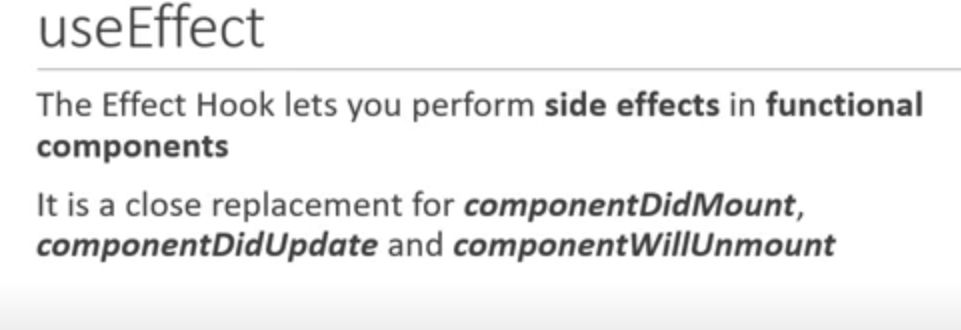 useEffect
The Effect Hook lets you perform side effects in functional
components
It is a close replacement for componentDidMount,
componentDidUpdate and componentWillUnmount